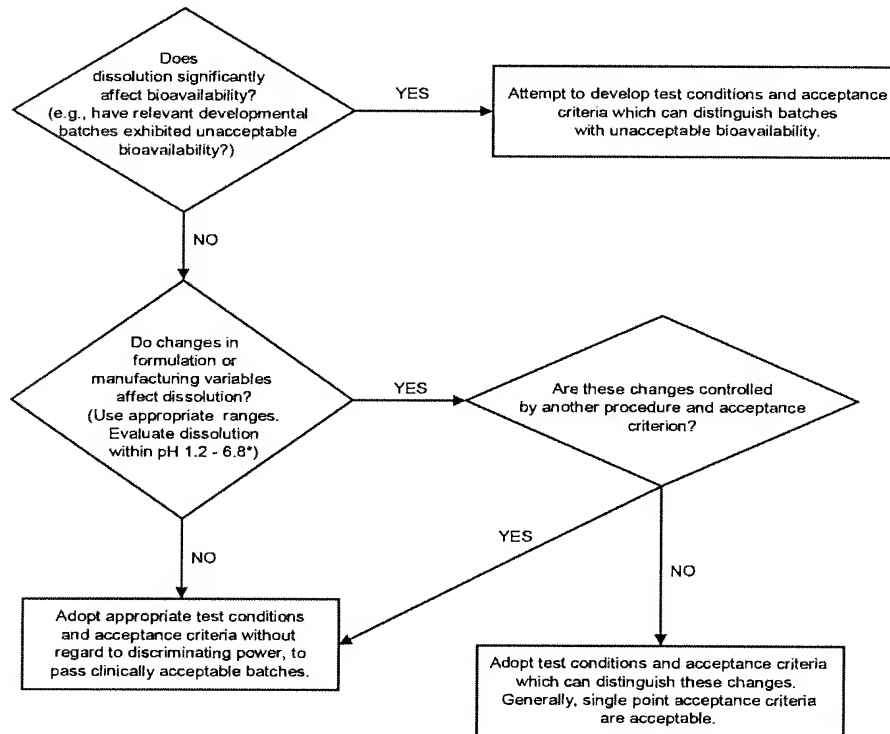 Does
dissolution significantly
affect bioavailability?
(e.g., have relevant developmental
batches exhibited unacceptable
bioavailability?)
YES
Attempt to develop test conditions and acceptance
criteria which can distinguish batches
with unacceptable bioavailability.
NO
Do changes in
formulation or
manufacturing variables
affect dissolution?
(Use appropriate ranges.
Evaluate dissolution
within pH 1.2 - 6.8*)
YES
Are these changes controlled
by another procedure and acceptance
criterion?
YES
NO
NO
Adopt appropriate test conditions
and acceptance criteria without
regard to discriminating power, to
pass clinically acceptable batches.
Adopt test conditions and acceptance criteria
which can distinguish these changes.
Generally, single point acceptance criteria
are acceptable.